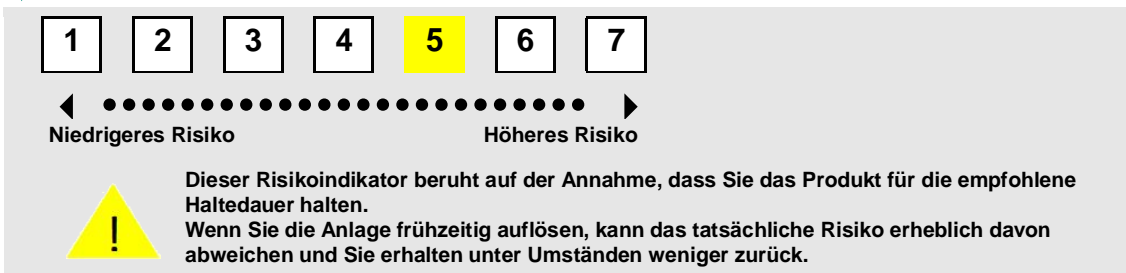 1 2 3 4 5 6 7
Niedrigeres Risiko Höheres Risiko
! Dieser Risikoindikator beruht auf der Annahme, dass Sie das Produkt für die empfohlene
Haltedauer halten.
Wenn Sie die Anlage frühzeitig auflösen, kann das tatsächliche Risiko erheblich davon
abweichen und Sie erhalten unter Umständen weniger zurück.